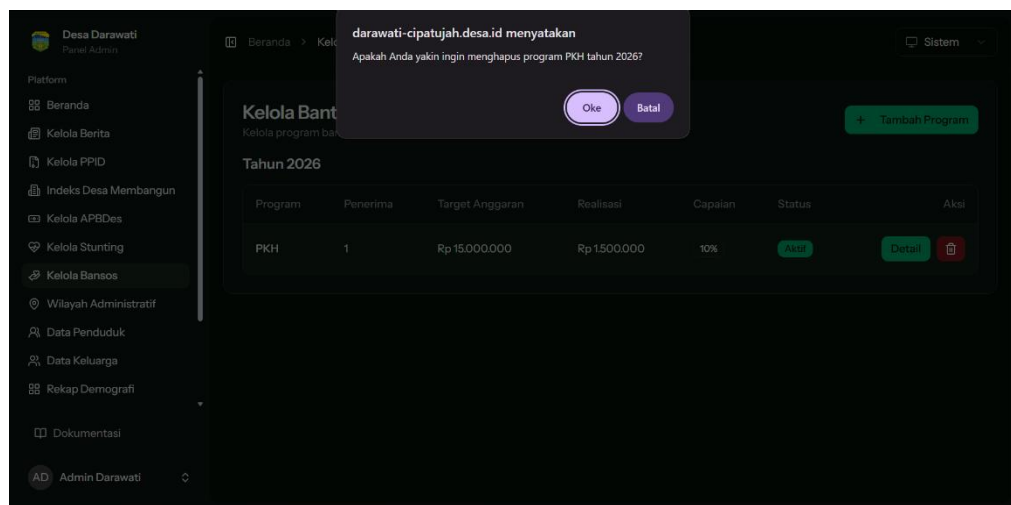 Desa Darawati
Panel Admin
Platform
Beranda
Kelola Berita
Kelola PPID
Indeks Desa Membangun
Kelola APBDes
Kelola Stunting
Kelola Bansos
Wilayah Administratif
Data Penduduk
Data Keluarga
Rekap Demografi
Dokumentasi
AD Admin Darawati
Beranda > Kelo
Sistem
darawati-cipatujah.desa.id menyatakan
Apakah Anda yakin ingin menghapus program PKH tahun 2026?
Oke Batal
Kelola Bant
Kelola program ba
+ Tambah Program
Tahun 2026
Program Penerima Target Anggaran Realisasi Capaian Status Aksi
PKH 1 Rp 15.000.000 Rp 1.500.000 10% Aktif Detail